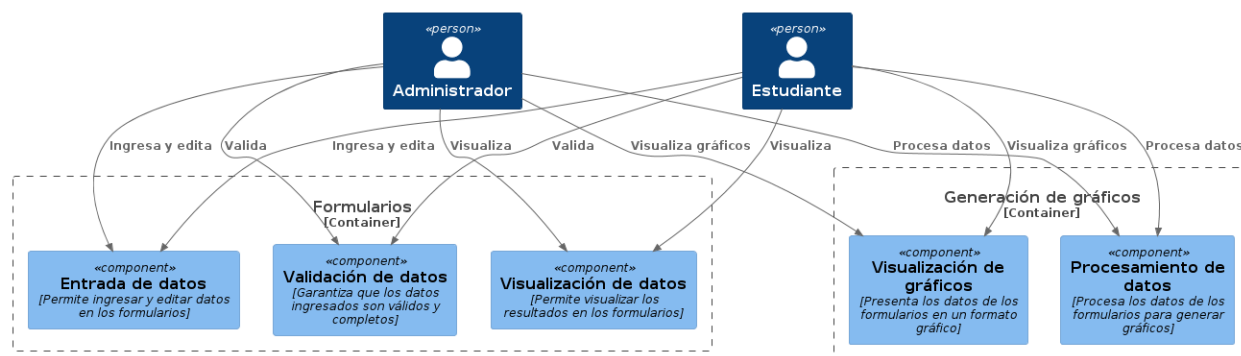 «person»
Administrador
«person»
Estudiante
Ingresa y edita
Valida
Ingresa y edita
Visualiza
Valida
Visualiza gráficos
Visualiza
Procesa datos
Visualiza gráficos
Procesa datos
Formularios
[Container]
Generación de gráficos
[Container]
«component»
Entrada de datos
[Permite ingresar y editar datos
en los formularios]
«component»
Validación de datos
[Garantiza que los datos
ingresados son válidos y
completos]
«component»
Visualización de datos
[Permite visualizar los
resultados en los formularios]
«component»
Visualización de
gráficos
[Presenta los datos de los
formularios en un formato
gráfico]
«component»
Procesamiento de
datos
[Procesa los datos de los
formularios para generar
gráficos]